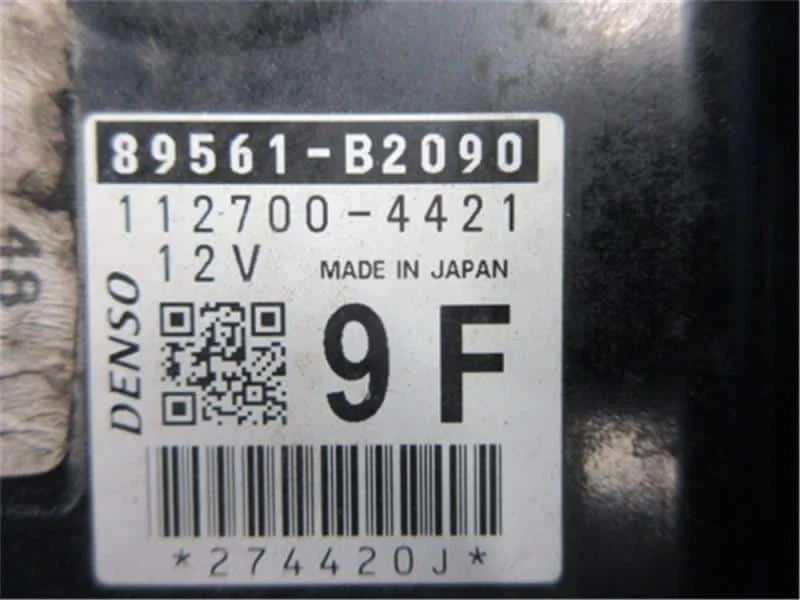 89561-B2090
112700-4421
12V MADE IN JAPAN
DENSO
9F
*274420J*
48